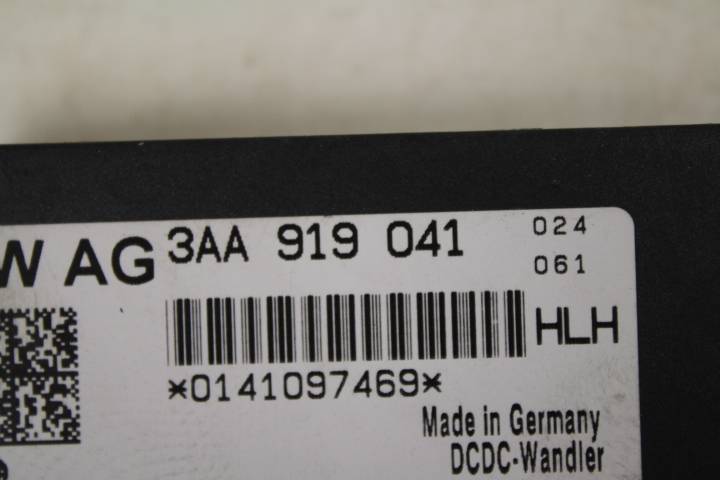 W AG 3AA 919 041 024
061
HLH
*0141097469*
Made in Germany
DCDC-Wandler